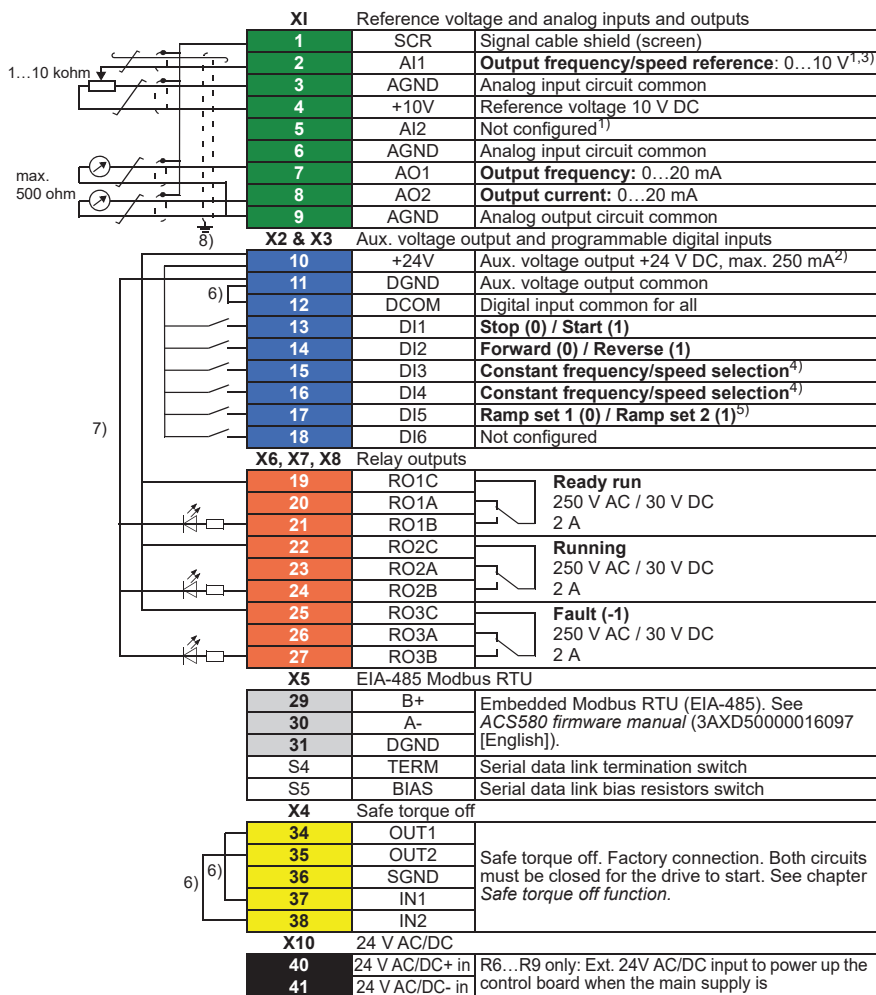 XI Reference voltage and analog inputs and outputs
1 SCR Signal cable shield (screen)
2 AI1 Output frequency/speed reference: 0…10 V1,3)
1…10 kohm
3 AGND Analog input circuit common
4 +10V Reference voltage 10 V DC
5 AI2 Not configured1)
6 AGND Analog input circuit common
max.
500 ohm
7 AO1 Output frequency: 0…20 mA
8 AO2 Output current: 0…20 mA
9 AGND Analog output circuit common
8)
X2 & X3 Aux. voltage output and programmable digital inputs
10 +24V Aux. voltage output +24 V DC, max. 250 mA2)
11 DGND Aux. voltage output common
6)
12 DCOM Digital input common for all
13 DI1 Stop (0) / Start (1)
14 DI2 Forward (0) / Reverse (1)
15 DI3 Constant frequency/speed selection4)
16 DI4 Constant frequency/speed selection4)
17 DI5 Ramp set 1 (0) / Ramp set 2 (1)5)
7)
18 DI6 Not configured
X6, X7, X8 Relay outputs
19 RO1C Ready run
20 RO1A 250 V AC / 30 V DC
21 RO1B 2 A
22 RO2C Running
23 RO2A 250 V AC / 30 V DC
24 RO2B 2 A
25 RO3C Fault (-1)
26 RO3A 250 V AC / 30 V DC
27 RO3B 2 A
X5 EIA-485 Modbus RTU
29 B+
30 A-
31 DGND
Embedded Modbus RTU (EIA-485). See
ACS580 firmware manual (3AXD50000016097
[English]).
S4 TERM Serial data link termination switch
S5 BIAS Serial data link bias resistors switch
X4 Safe torque off
34 OUT1
35 OUT2
36 SGND
37 IN1
38 IN2
6) 6)
Safe torque off. Factory connection. Both circuits
must be closed for the drive to start. See chapter
Safe torque off function.
X10 24 V AC/DC
40 24 V AC/DC+ in R6…R9 only: Ext. 24V AC/DC input to power up the
41 24 V AC/DC- in control board when the main supply is